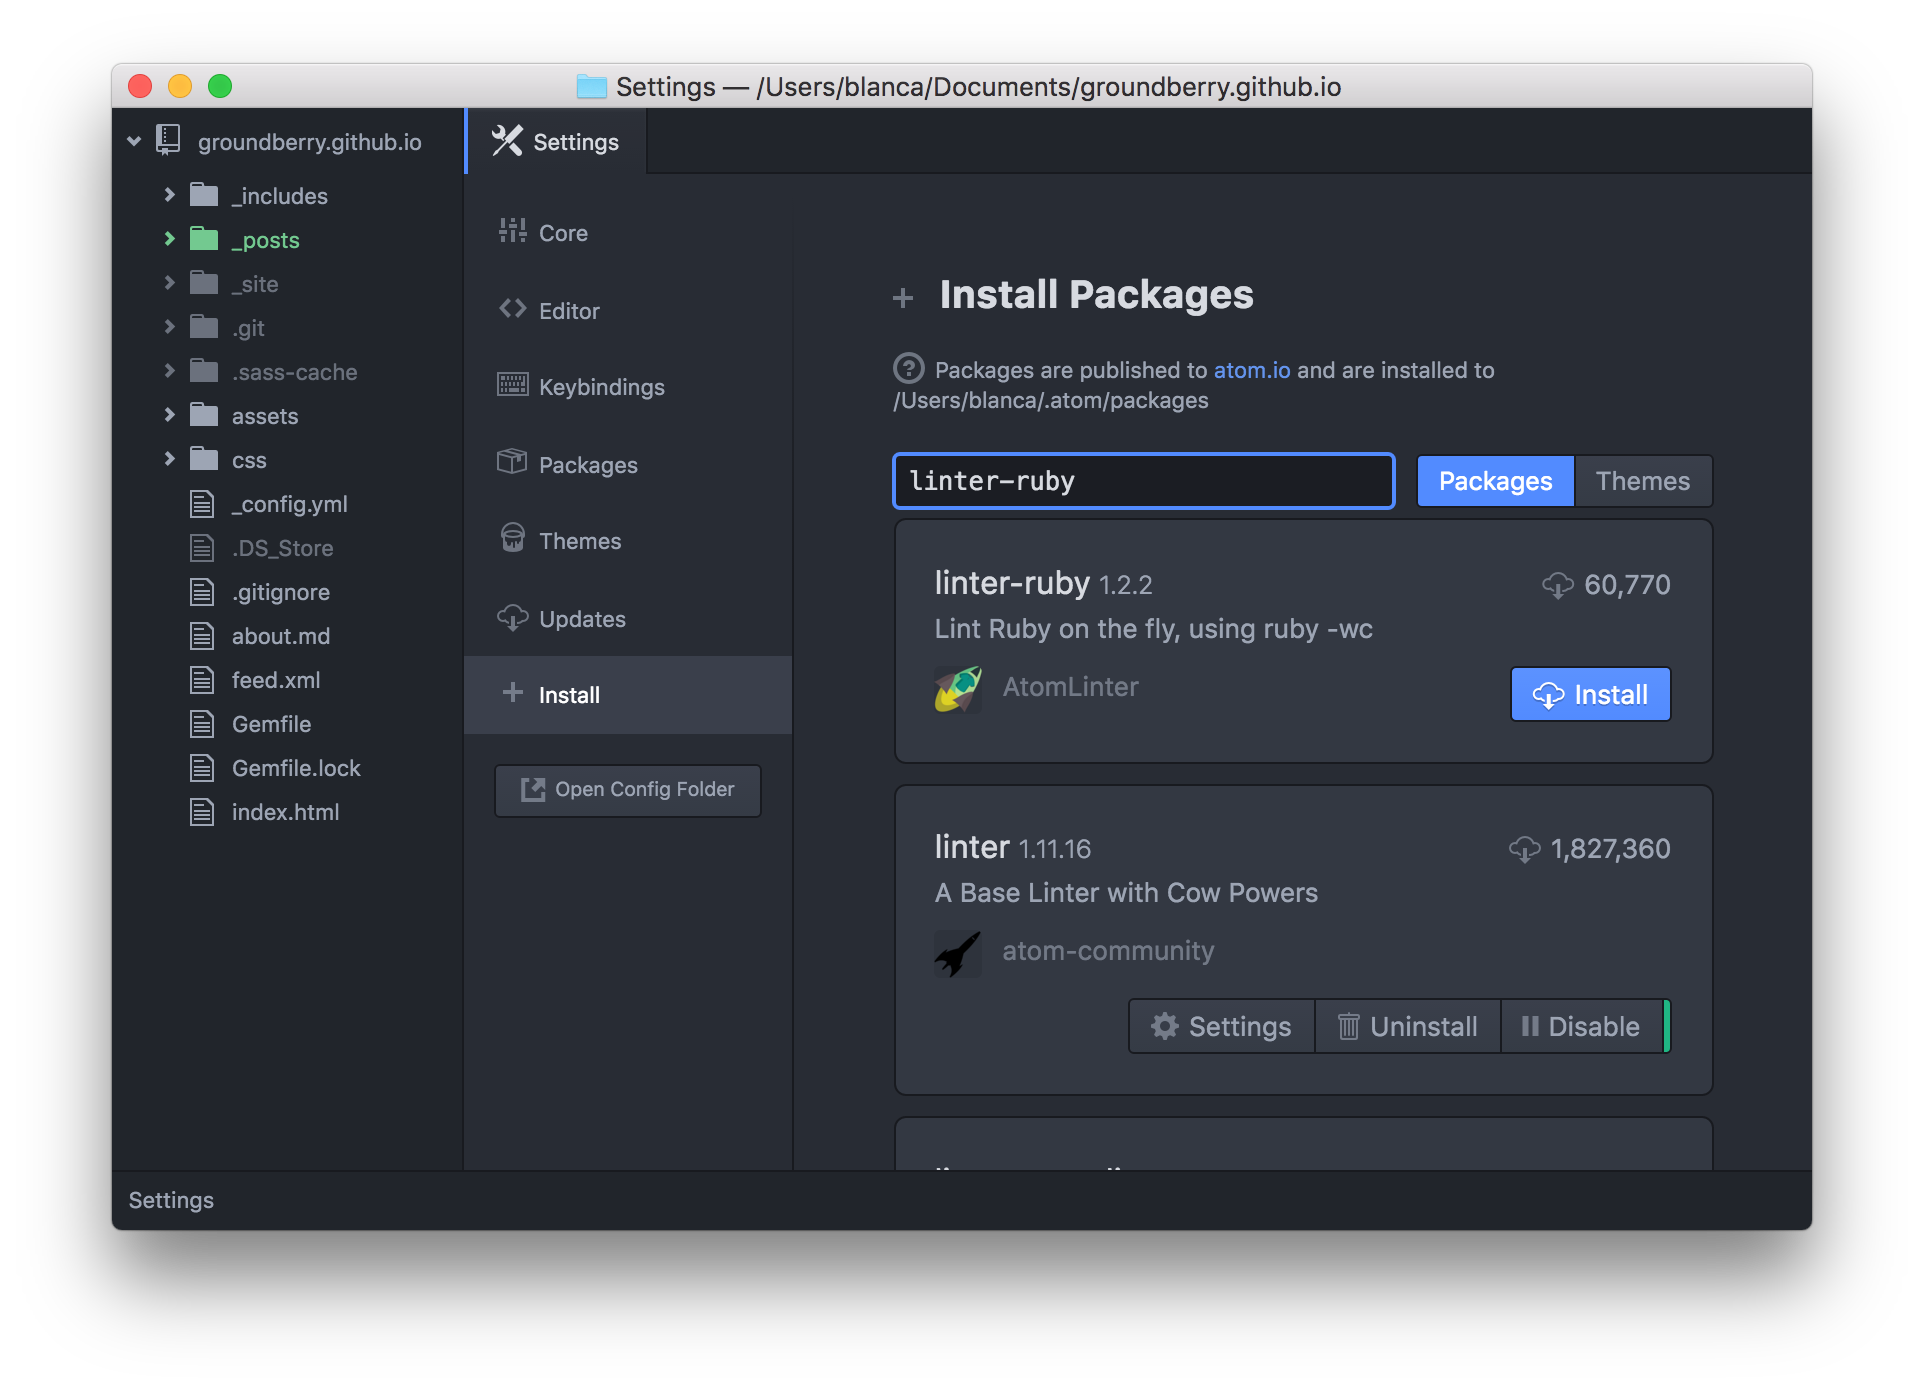 Settings — /Users/blanca/Documents/groundberry.github.io
groundberry.github.io
_includes
_posts
_site
.git
.sass-cache
assets
css
_config.yml
.DS_Store
.gitignore
about.md
feed.xml
Gemfile
Gemfile.lock
index.html
Settings
Core
Editor
Keybindings
Packages
Themes
Updates
Install
Open Config Folder
Install Packages
Packages are published to atom.io and are installed to
/Users/blanca/.atom/packages
linter-ruby
Packages Themes
linter-ruby 1.2.2 60,770
Lint Ruby on the fly, using ruby -wc
AtomLinter
Install
linter 1.11.16 1,827,360
A Base Linter with Cow Powers
atom-community
Settings Uninstall Disable
Settings